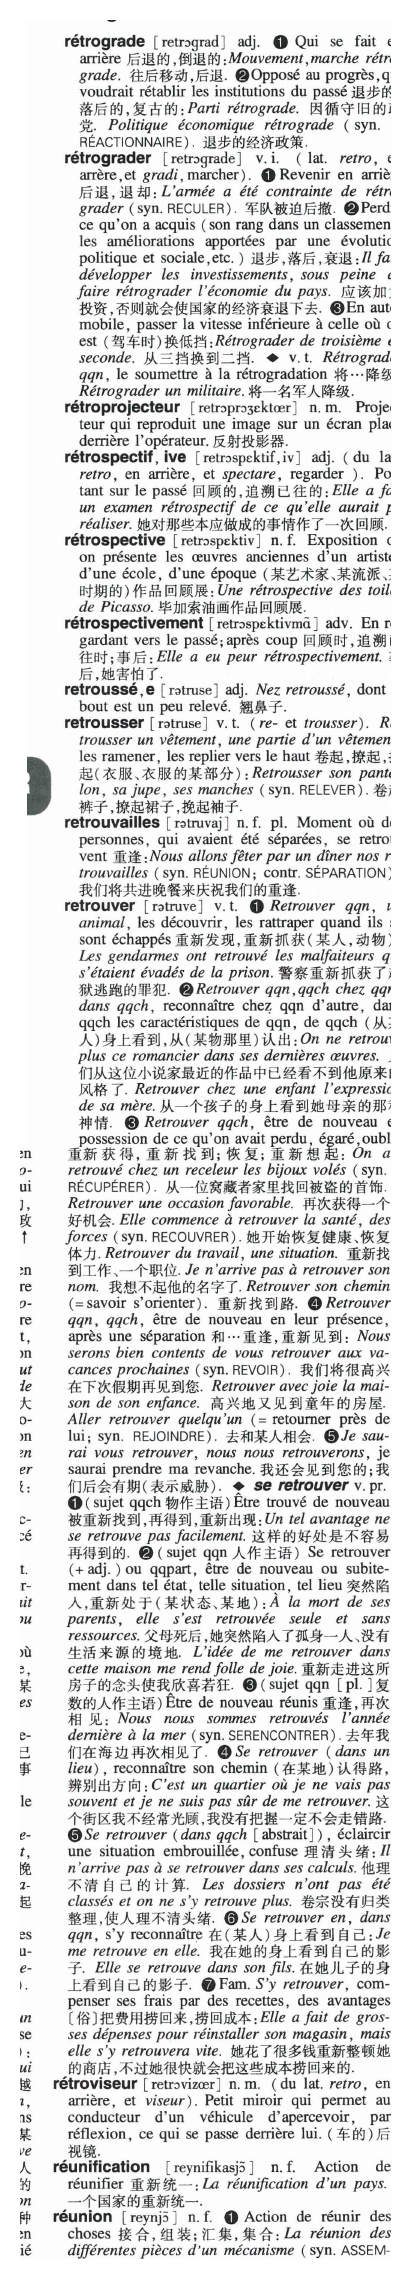 rétrograde [retrɔgrad] adj. ❶ Qui se fait e
arrière 后退的,倒退的:Mouvement, marche rétr
grade. 往后移动,后退. ❷Opposé au progrès, q
voudrait rétablir les institutions du passé 退步的
落后的,复古的: Parti rétrograde. 因循守旧的
党. Politique économique rétrograde (syn.
RÉACTIONNAIRE). 退步的经济政策.
rétrograder [retrɔgrade] v.i. (lat. retro, e
arrère, et gradi, marcher). ❶ Revenir en arriè
后退,退却: L'armée a été contrainte de rétr
grader (syn. RECULER). 军队被迫后撤. ❷Perd
ce qu'on a acquis (son rang dans un classemen
les améliorations apportées par une évolutio
politique et sociale, etc.) 退步,落后,衰退:Il fa
développer les investissements, sous peine
faire rétrograder l'économie du pays. 应该加
投资,否则就会使国家的经济衰退下去. ❸En aut
mobile, passer la vitesse inférieure à celle où
est (驾车时)换低挡:Rétrograder de troisième e
seconde. 从三挡换到二挡. ◆ v.t. Rétrograd
qqn, le soumettre à la rétrogradation 将…降级
Rétrograder un militaire. 将一名军人降级.
rétroprojecteur [retrɔprɔʒɛktœr] n.m. Proje
teur qui reproduit une image sur un écran pla
derrière l'opérateur. 反射投影器.
rétrospectif, ive [retrɔspɛktif, iv] adj. (du la
retro, en arrière, et spectare, regarder). Po
tant sur le passé 回顾的,追溯已往的: Elle a fa
un examen rétrospectif de ce qu'elle aurait p
réaliser. 她对那些本应做成的事情作了一次回顾.
rétrospective [retrɔspɛktiv] n.f. Exposition
on présente les œuvres anciennes d'un artiste
d'une école, d'une époque (某艺术家、某流派、
时期的)作品回顾展: Une rétrospective des toil
de Picasso. 毕加索油画作品回顾展.
rétrospectivement [retrɔspɛktivmɑ̃] adv. En r
gardant vers le passé; après coup 回顾时,追溯
往时;事后: Elle a eu peur rétrospectivement.
后,她害怕了.
retroussé, e [rətruse] adj. Nez retroussé, dont
bout est un peu relevé. 翘鼻子.
retrousser [rətruse] v.t. (re- et trousser). R
trousser un vêtement, une partie d'un vêtemen
les ramener, les replier vers le haut 卷起,撩起,
起(衣服、衣服的某部分): Retrousser son panta
lon, sa jupe, ses manches (syn. RELEVER). 卷
裤子,撩起裙子,挽起袖子.
retrouvailles [rətruvaj] n.f. pl. Moment où d
personnes, qui avaient été séparées, se retro
vent 重逢:Nous allons fêter par un dîner nos r
trouvailles (syn. RÉUNION; contr. SÉPARATION)
我们将共进晚餐来庆祝我们的重逢.
retrouver [rətruve] v.t. ❶ Retrouver qqn, u
animal, les découvrir, les rattraper quand ils
sont échappés 重新发现,重新抓获(某人,动物)
Les gendarmes ont retrouvé les malfaiteurs q
s'étaient évadés de la prison. 警察重新抓获了
狱逃跑的罪犯. ❷Retrouver qqn, qqch chez qqn
dans qqch, reconnaître chez qqn d'autre, dan
qqch les caractéristiques de qqn, de qqch (从
人)身上看到,从(某物那里)认出: On ne retrou
plus ce romancier dans ses dernières œuvres.
们从这位小说家最近的作品中已经看不到他原来
风格了. Retrouver chez une enfant l'expressio
de sa mère. 从一个孩子的身上看到她母亲的那
神情. ❸ Retrouver qqch, être de nouveau e
possession de ce qu'on avait perdu, égaré, oubl
重新获得,重新找到;恢复;重新想起: On a
retrouvé chez un receleur les bijoux volés (syn.
RÉCUPÉRER). 从一位窝藏者家里找回被盗的首饰.
Retrouver une occasion favorable. 再次获得一个
好机会. Elle commence à retrouver la santé, des
forces (syn. RECOUVRER). 她开始恢复健康、恢复
体力. Retrouver du travail, une situation. 重新找
到工作、一个职位. Je n'arrive pas à retrouver son
nom. 我想不起他的名字了. Retrouver son chemin
(= savoir s'orienter). 重新找到路. ❹ Retrouver
qqn, qqch, être de nouveau en leur présence,
après une séparation 和…重逢,重新见到: Nous
serons bien contents de vous retrouver aux va-
cances prochaines (syn. REVOIR). 我们将很高兴
在下次假期再见到您. Retrouver avec joie la mai-
son de son enfance. 高兴地又见到童年的房屋.
Aller retrouver quelqu'un (= retourner près de
lui; syn. REJOINDRE). 去和某人相会. ❺Je sau-
rai vous retrouver, nous nous retrouverons, je
saurai prendre ma revanche. 我还会见到您的;我
们后会有期(表示威胁). ◆ se retrouver v.pr.
❶(sujet qqch 物作主语) Être trouvé de nouveau
被重新找到,再得到,重新出现:Un tel avantage ne
se retrouve pas facilement. 这样的好处是不容易
再得到的. ❷(sujet qqn 人作主语) Se retrouver
(+ adj.) ou qqpart, être de nouveau ou subite-
ment dans tel état, telle situation, tel lieu 突然陷
入,重新处于(某状态、某地):À la mort de ses
parents, elle s'est retrouvée seule et sans
ressources. 父母死后,她突然陷入了孤身一人、没有
生活来源的境地. L'idée de me retrouver dans
cette maison me rend folle de joie. 重新走进这所
房子的念头使我欣喜若狂. ❸(sujet qqn [pl.]复
数的人作主语) Être de nouveau réunis 重逢,再次
相见: Nous nous sommes retrouvés l'année
dernière à la mer (syn. SERENCONTRER). 去年我
们在海边再次相见了. ❹ Se retrouver (dans un
lieu), reconnaître son chemin (在某地)认得路,
辨别出方向: C'est un quartier où je ne vais pas
souvent et je ne suis pas sûr de me retrouver. 这
个街区我不经常光顾,我没有把握一定不会走错路.
❺Se retrouver (dans qqch [abstrait]), éclaircir
une situation embrouillée, confuse 理清头绪: Il
n'arrive pas à se retrouver dans ses calculs. 他理
不清自己的计算. Les dossiers n'ont pas été
classés et on ne s'y retrouve plus. 卷宗没有归类
整理,使人理不清头绪. ❻Se retrouver en, dans
qqn, s'y reconnaître 在(某人)身上看到自己:Je
me retrouve en elle. 我在她的身上看到自己的影
子. Elle se retrouve dans son fils. 在她儿子的身
上看到自己的影子. ❼ Fam. S'y retrouver, com-
penser ses frais par des recettes, des avantages
[俗]把费用捞回来,捞回成本: Elle a fait de gros-
ses dépenses pour réinstaller son magasin, mais
elle s'y retrouvera vite. 她花了很多钱重新整顿她
的商店,不过她很快就会把这些成本捞回来的.
rétroviseur [retrɔvizœr] n.m. (du lat. retro, en
arrière, et viseur). Petit miroir qui permet au
conducteur d'un véhicule d'apercevoir, par
réflexion, ce qui se passe derrière lui. (车的)后
视镜.
réunification [reynifikasjɔ̃] n.f. Action de
réunifier 重新统一: La réunification d'un pays.
一个国家的重新统一.
réunion [reynjɔ̃] n.f. ❶ Action de réunir des
choses 接合,组装;汇集,集合: La réunion des
différentes pièces d'un mécanisme (syn. ASSEM-